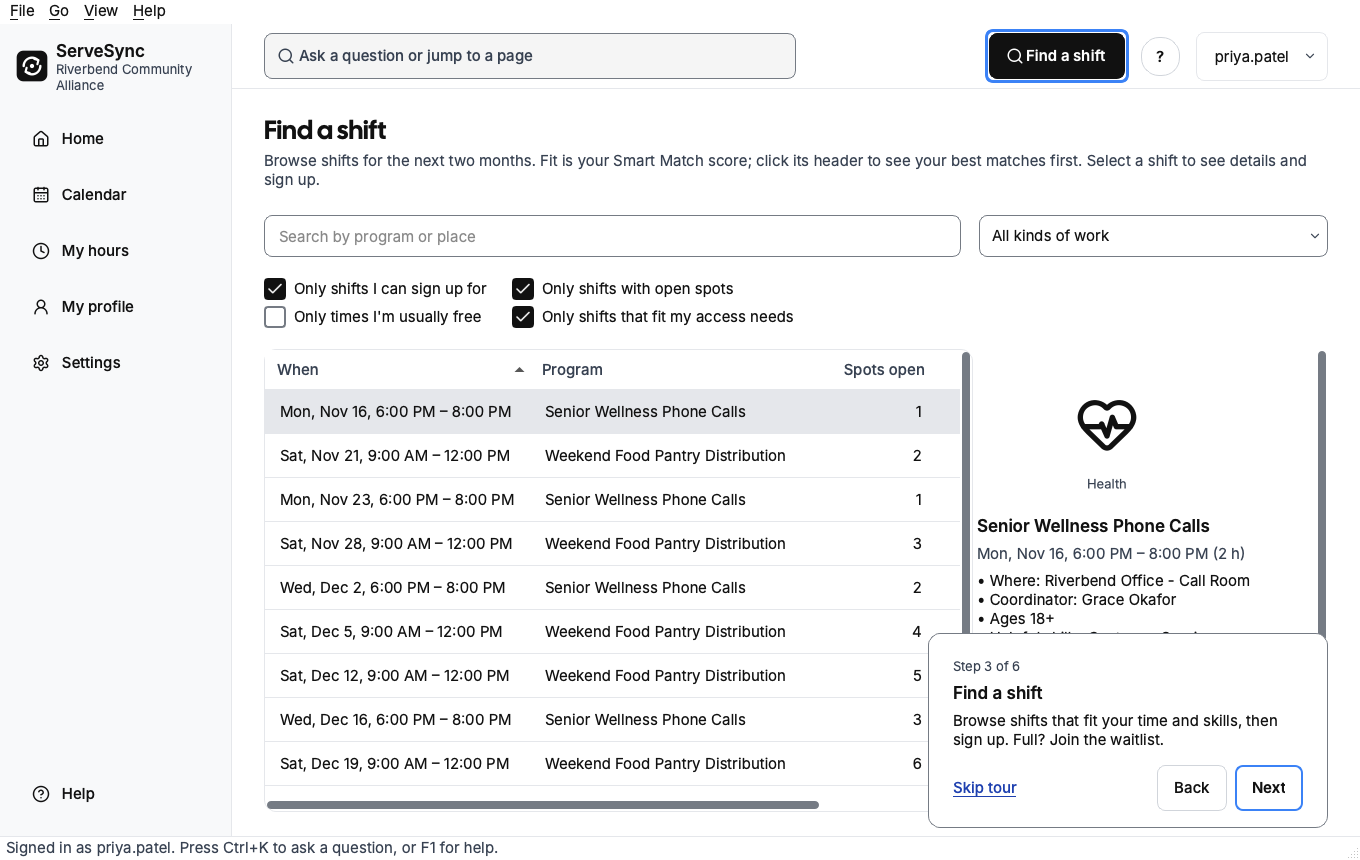 File Go View Help
ServeSync
Riverbend Community
Alliance
Ask a question or jump to a page
Find a shift
?
priya.patel
Home
Calendar
My hours
My profile
Settings
Help
Find a shift
Browse shifts for the next two months. Fit is your Smart Match score; click its header to see your best matches first. Select a shift to see details and
sign up.
Search by program or place
All kinds of work
Only shifts I can sign up for
Only shifts with open spots
Only times I'm usually free
Only shifts that fit my access needs
When Program Spots open
Mon, Nov 16, 6:00 PM – 8:00 PM Senior Wellness Phone Calls 1
Sat, Nov 21, 9:00 AM – 12:00 PM Weekend Food Pantry Distribution 2
Mon, Nov 23, 6:00 PM – 8:00 PM Senior Wellness Phone Calls 1
Sat, Nov 28, 9:00 AM – 12:00 PM Weekend Food Pantry Distribution 3
Wed, Dec 2, 6:00 PM – 8:00 PM Senior Wellness Phone Calls 2
Sat, Dec 5, 9:00 AM – 12:00 PM Weekend Food Pantry Distribution 4
Sat, Dec 12, 9:00 AM – 12:00 PM Weekend Food Pantry Distribution 5
Wed, Dec 16, 6:00 PM – 8:00 PM Senior Wellness Phone Calls 3
Sat, Dec 19, 9:00 AM – 12:00 PM Weekend Food Pantry Distribution 6
Health
Senior Wellness Phone Calls
Mon, Nov 16, 6:00 PM – 8:00 PM (2 h)
• Where: Riverbend Office - Call Room
• Coordinator: Grace Okafor
• Ages 18+
Step 3 of 6
Find a shift
Browse shifts that fit your time and skills, then
sign up. Full? Join the waitlist.
Skip tour
Back
Next
Signed in as priya.patel. Press Ctrl+K to ask a question, or F1 for help.